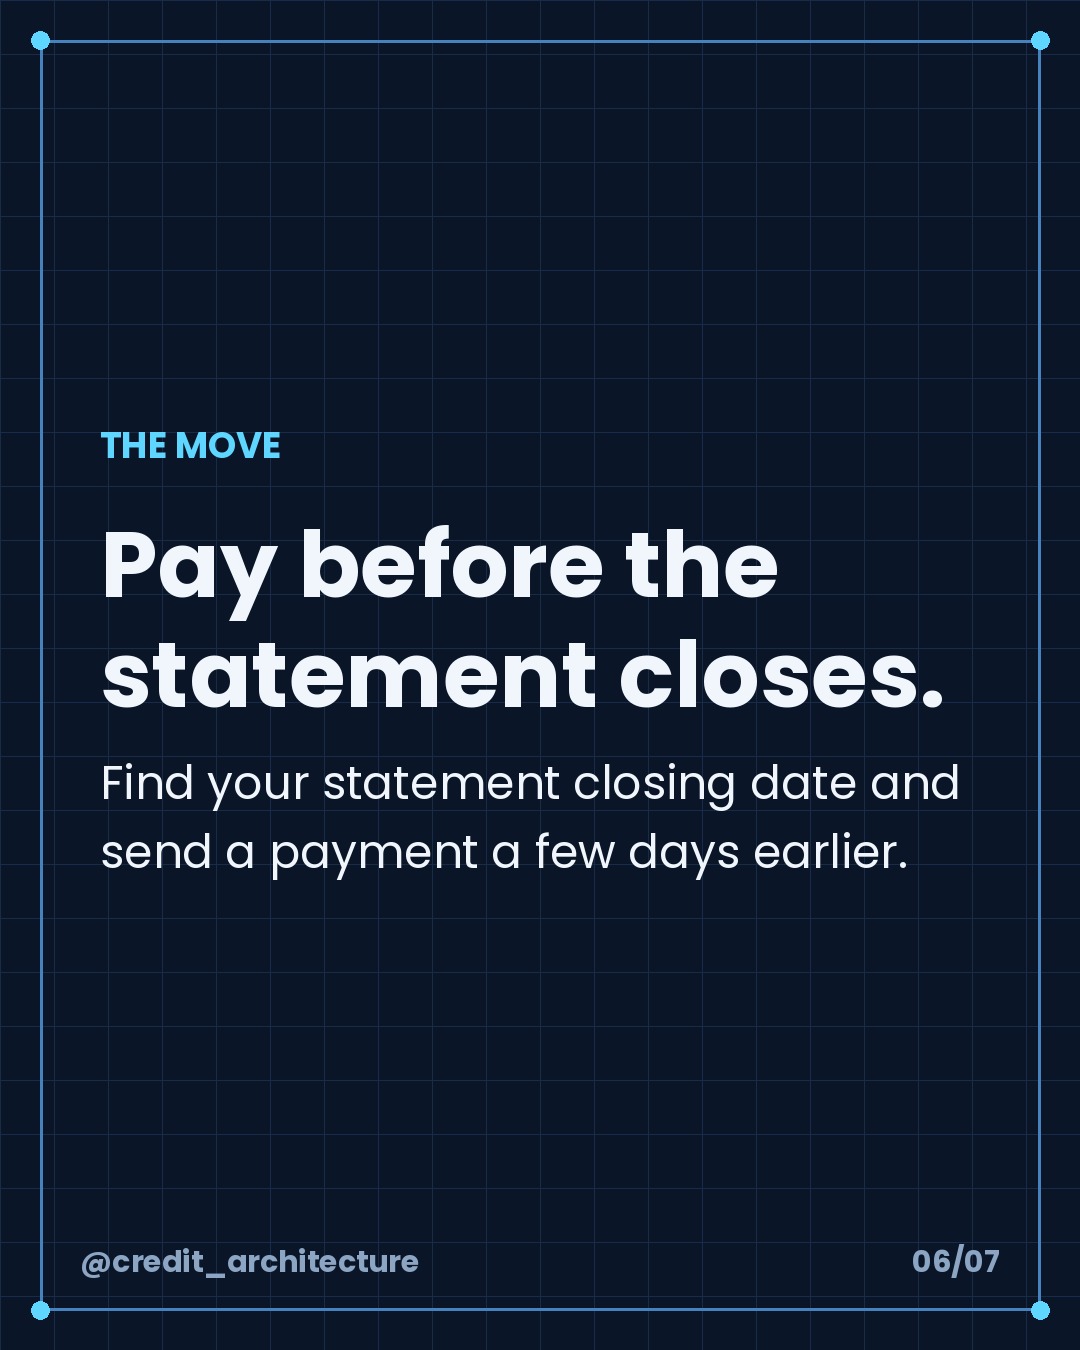 THE MOVE
Pay before the
statement closes.
Find your statement closing date and
send a payment a few days earlier.
@credit_architecture
06/07